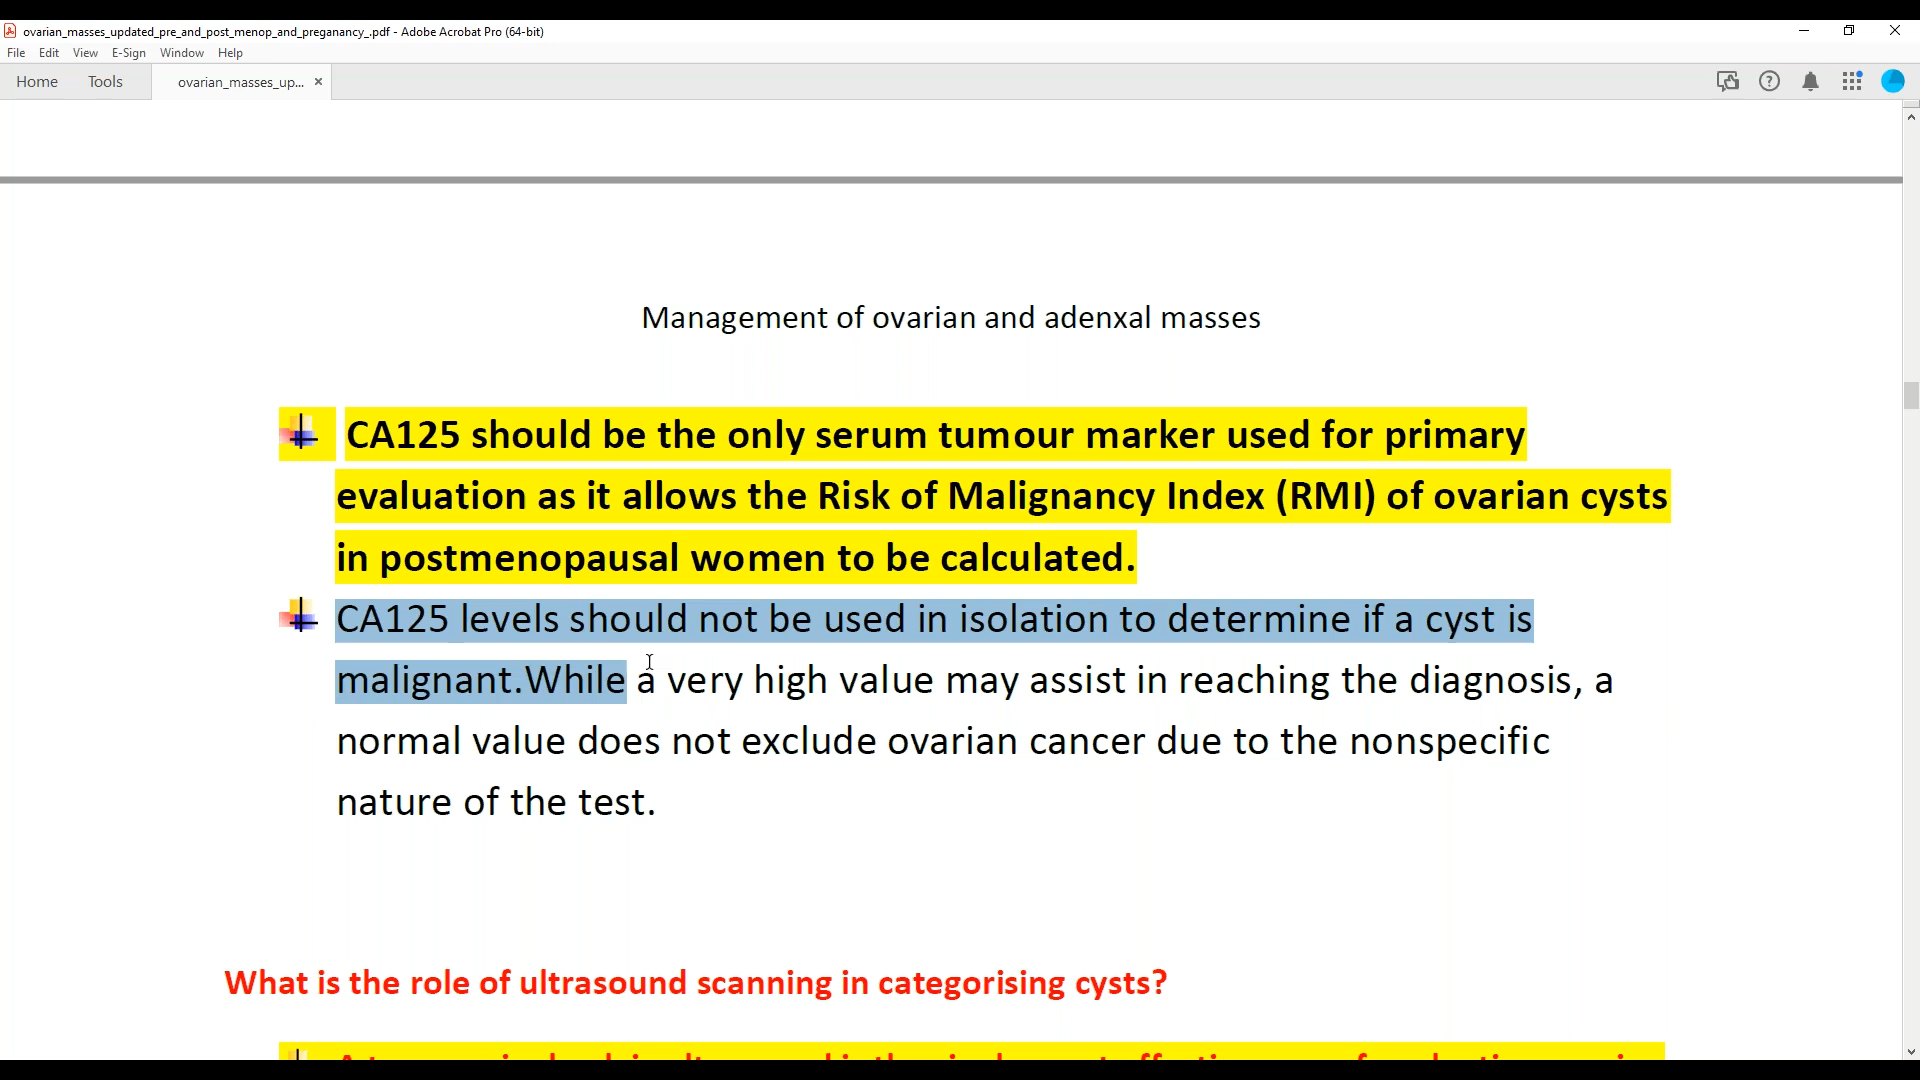 ovarian_masses_updated_pre_and_post_menop_and_preganancy_.pdf - Adobe Acrobat Pro (64-bit)
File Edit View E-Sign Window Help
Home Tools ovarian_masses_up... ×
Management of ovarian and adenxal masses
CA125 should be the only serum tumour marker used for primary
evaluation as it allows the Risk of Malignancy Index (RMI) of ovarian cysts
in postmenopausal women to be calculated.
CA125 levels should not be used in isolation to determine if a cyst is
malignant.While a very high value may assist in reaching the diagnosis, a
normal value does not exclude ovarian cancer due to the nonspecific
nature of the test.
What is the role of ultrasound scanning in categorising cysts?